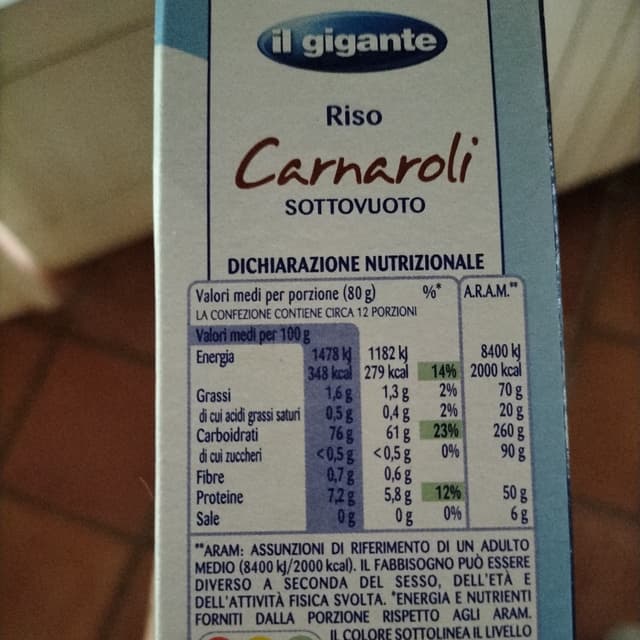 il gigante
Riso
Carnaroli
SOTTOVUOTO
DICHIARAZIONE NUTRIZIONALE
Valori medi per porzione (80 g) %* A.R.A.M.**
LA CONFEZIONE CONTIENE CIRCA 12 PORZIONI
Valori medi per 100 g
Energia 1478 kj 1182 kj 8400 kj
348 kcal 279 kcal 14% 2000 kcal
Grassi 1,6 g 1,3 g 2% 70 g
di cui acidi grassi saturi 0,5 g 0,4 g 2% 20 g
Carboidrati 76 g 61 g 23% 260 g
di cui zuccheri <0,5 g <0,5 g 0% 90 g
Fibre 0,7 g 0,6 g
Proteine 7,2 g 5,8 g 12% 50 g
Sale 0 g 0 g 0% 6 g
**ARAM: ASSUNZIONI DI RIFERIMENTO DI UN ADULTO
MEDIO (8400 kj/2000 kcal). IL FABBISOGNO PUÒ ESSERE
DIVERSO A SECONDA DEL SESSO, DELL'ETÀ E
DELL'ATTIVITÀ FISICA SVOLTA. *ENERGIA E NUTRIENTI
FORNITI DALLA PORZIONE RISPETTO AGLI ARAM.
IL COLORE SOTTOLINEA IL LIVELLO